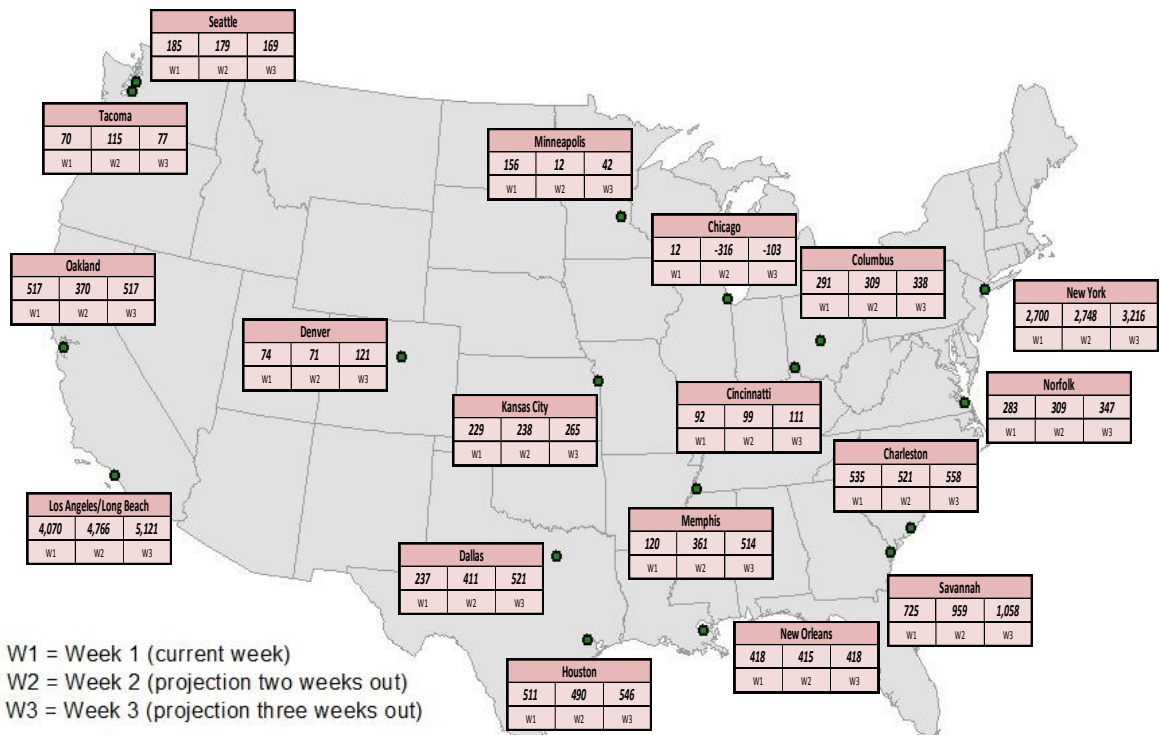 Seattle
185 179 169
W1 W2 W3
Tacoma
70 115 77
W1 W2 W3
Minneapolis
156 12 42
W1 W2 W3
Chicago
12 -316 -103
W1 W2 W3
Columbus
291 309 338
W1 W2 W3
Oakland
517 370 517
W1 W2 W3
New York
2,700 2,748 3,216
W1 W2 W3
Denver
74 71 121
W1 W2 W3
Norfolk
283 309 347
W1 W2 W3
Cincinnatti
92 99 111
W1 W2 W3
Kansas City
229 238 265
W1 W2 W3
Charleston
535 521 558
W1 W2 W3
Los Angeles/Long Beach
4,070 4,766 5,121
W1 W2 W3
Memphis
120 361 514
W1 W2 W3
Dallas
237 411 521
W1 W2 W3
Savannah
725 959 1,058
W1 W2 W3
New Orleans
418 415 418
W1 W2 W3
Houston
511 490 546
W1 W2 W3
W1 = Week 1 (current week)
W2 = Week 2 (projection two weeks out)
W3 = Week 3 (projection three weeks out)